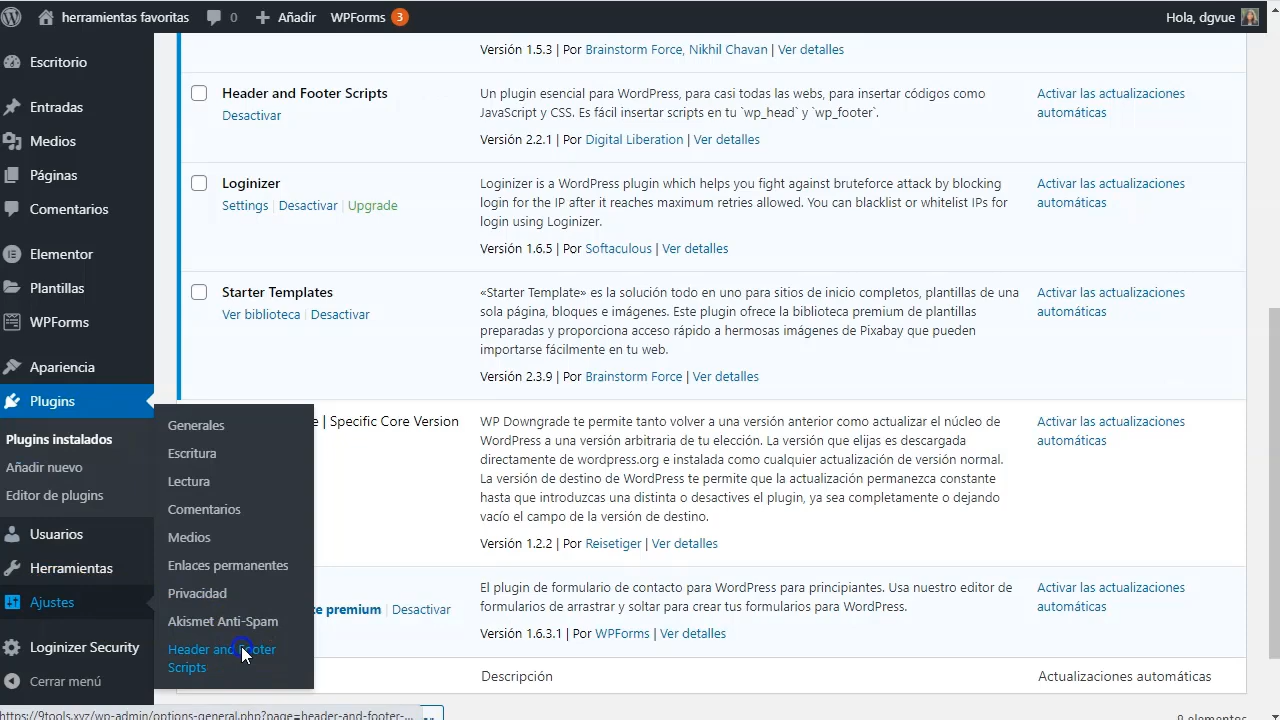 herramientas favoritas
0
Añadir
WPForms 3
Hola, dgvue
Escritorio
Entradas
Medios
Páginas
Comentarios
Elementor
Plantillas
WPForms
Apariencia
Plugins
Plugins instalados
Añadir nuevo
Editor de plugins
Usuarios
Herramientas
Ajustes
Loginizer Security
Cerrar menú
Generales
Escritura
Lectura
Comentarios
Medios
Enlaces permanentes
Privacidad
Akismet Anti-Spam
Header and Footer
Scripts
Versión 1.5.3 | Por Brainstorm Force, Nikhil Chavan | Ver detalles
Header and Footer Scripts
Desactivar
Un plugin esencial para WordPress, para casi todas las webs, para insertar códigos como
JavaScript y CSS. Es fácil insertar scripts en tu `wp_head` y `wp_footer`.
Versión 2.2.1 | Por Digital Liberation | Ver detalles
Activar las actualizaciones
automáticas
Loginizer
Settings | Desactivar | Upgrade
Loginizer is a WordPress plugin which helps you fight against bruteforce attack by blocking
login for the IP after it reaches maximum retries allowed. You can blacklist or whitelist IPs for
login using Loginizer.
Versión 1.6.5 | Por Softaculous | Ver detalles
Activar las actualizaciones
automáticas
Starter Templates
Ver biblioteca | Desactivar
«Starter Template» es la solución todo en uno para sitios de inicio completos, plantillas de una
sola página, bloques e imágenes. Este plugin ofrece la biblioteca premium de plantillas
preparadas y proporciona acceso rápido a hermosas imágenes de Pixabay que pueden
importarse fácilmente en tu web.
Versión 2.3.9 | Por Brainstorm Force | Ver detalles
Activar las actualizaciones
automáticas
e | Specific Core Version
WP Downgrade te permite tanto volver a una versión anterior como actualizar el núcleo de
WordPress a una versión arbitraria de tu elección. La versión que elijas es descargada
directamente de wordpress.org e instalada como cualquier actualización de versión normal.
La versión de destino de WordPress te permite que la actualización permanezca constante
hasta que introduzcas una distinta o desactives el plugin, ya sea completamente o dejando
vacío el campo de la versión de destino.
Versión 1.2.2 | Por Reisetiger | Ver detalles
Activar las actualizaciones
automáticas
te premium | Desactivar
El plugin de formulario de contacto para WordPress para principiantes. Usa nuestro editor de
formularios de arrastrar y soltar para crear tus formularios para WordPress.
Versión 1.6.3.1 | Por WPForms | Ver detalles
Activar las actualizaciones
automáticas
Descripción
Actualizaciones automáticas
https://9tools.xyz/wp-admin/options-general.php?page=header-and-footer-...